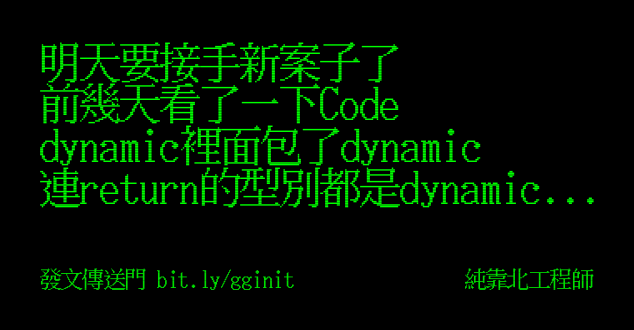 明天要接手新案子了
前幾天看了一下Code
dynamic裡面包了dynamic
連return的型別都是dynamic...
發文傳送門 bit.ly/gginit
純靠北工程師